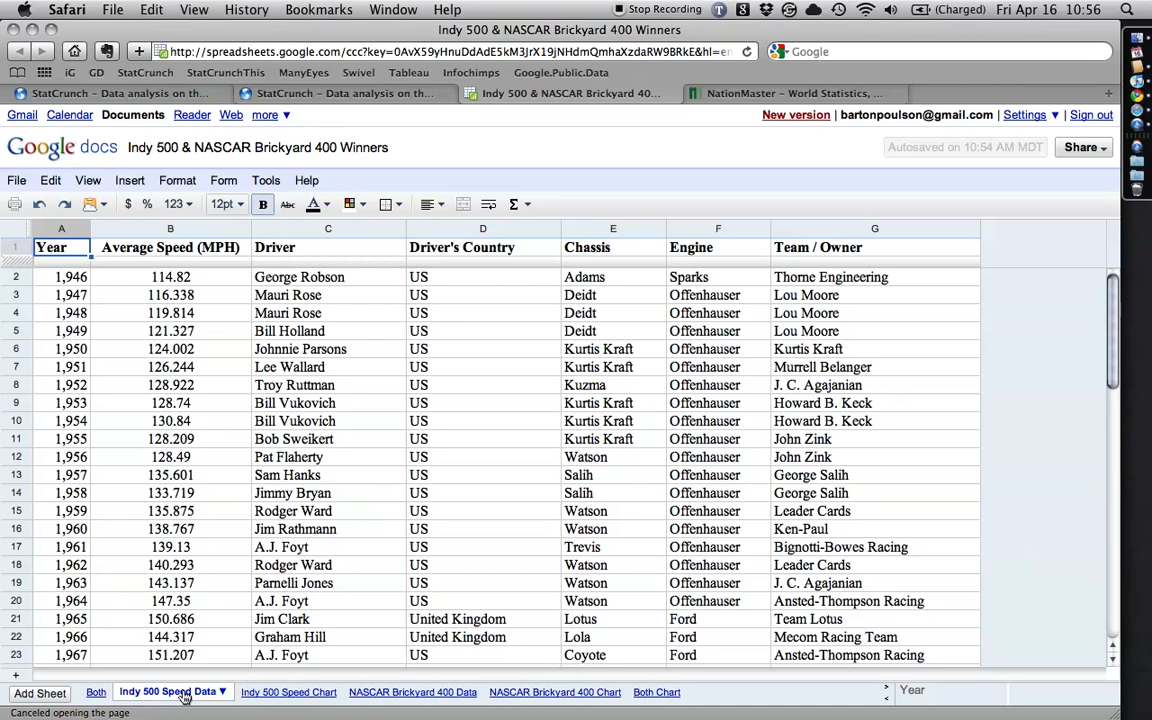 Safari File Edit View History Bookmarks Window Help Stop Recording (Charged) Fri Apr 16 10:56
Indy 500 & NASCAR Brickyard 400 Winners
http://spreadsheets.google.com/ccc?key=0AvX59yHnuDdAdE5kM3JrX19jNHdmQmhaXzdaRW9BRkE&hl=en Google
iG GD StatCrunch StatCrunchThis ManyEyes Swivel Tableau Infochimps Google.Public.Data
StatCrunch – Data analysis on th... StatCrunch – Data analysis on th... Indy 500 & NASCAR Brickyard 40... NationMaster – World Statistics, ...
Gmail Calendar Documents Reader Web more ▼ New version | bartonpoulson@gmail.com | Settings ▼ | Sign out
Google docs Indy 500 & NASCAR Brickyard 400 Winners Autosaved on 10:54 AM MDT Share
File Edit View Insert Format Form Tools Help
$ % 123 12pt B Abc A Σ
A B C D E F G
1 Year Average Speed (MPH) Driver Driver's Country Chassis Engine Team / Owner
2 1,946 114.82 George Robson US Adams Sparks Thorne Engineering
3 1,947 116.338 Mauri Rose US Deidt Offenhauser Lou Moore
4 1,948 119.814 Mauri Rose US Deidt Offenhauser Lou Moore
5 1,949 121.327 Bill Holland US Deidt Offenhauser Lou Moore
6 1,950 124.002 Johnnie Parsons US Kurtis Kraft Offenhauser Kurtis Kraft
7 1,951 126.244 Lee Wallard US Kurtis Kraft Offenhauser Murrell Belanger
8 1,952 128.922 Troy Ruttman US Kuzma Offenhauser J. C. Agajanian
9 1,953 128.74 Bill Vukovich US Kurtis Kraft Offenhauser Howard B. Keck
10 1,954 130.84 Bill Vukovich US Kurtis Kraft Offenhauser Howard B. Keck
11 1,955 128.209 Bob Sweikert US Kurtis Kraft Offenhauser John Zink
12 1,956 128.49 Pat Flaherty US Watson Offenhauser John Zink
13 1,957 135.601 Sam Hanks US Salih Offenhauser George Salih
14 1,958 133.719 Jimmy Bryan US Salih Offenhauser George Salih
15 1,959 135.875 Rodger Ward US Watson Offenhauser Leader Cards
16 1,960 138.767 Jim Rathmann US Watson Offenhauser Ken-Paul
17 1,961 139.13 A.J. Foyt US Trevis Offenhauser Bignotti-Bowes Racing
18 1,962 140.293 Rodger Ward US Watson Offenhauser Leader Cards
19 1,963 143.137 Parnelli Jones US Watson Offenhauser J. C. Agajanian
20 1,964 147.35 A.J. Foyt US Watson Offenhauser Ansted-Thompson Racing
21 1,965 150.686 Jim Clark United Kingdom Lotus Ford Team Lotus
22 1,966 144.317 Graham Hill United Kingdom Lola Ford Mecom Racing Team
23 1,967 151.207 A.J. Foyt US Coyote Ford Ansted-Thompson Racing
+
Add Sheet Both Indy 500 Speed Data ▼ Indy 500 Speed Chart NASCAR Brickyard 400 Data NASCAR Brickyard 400 Chart Both Chart Year
Canceled opening the page